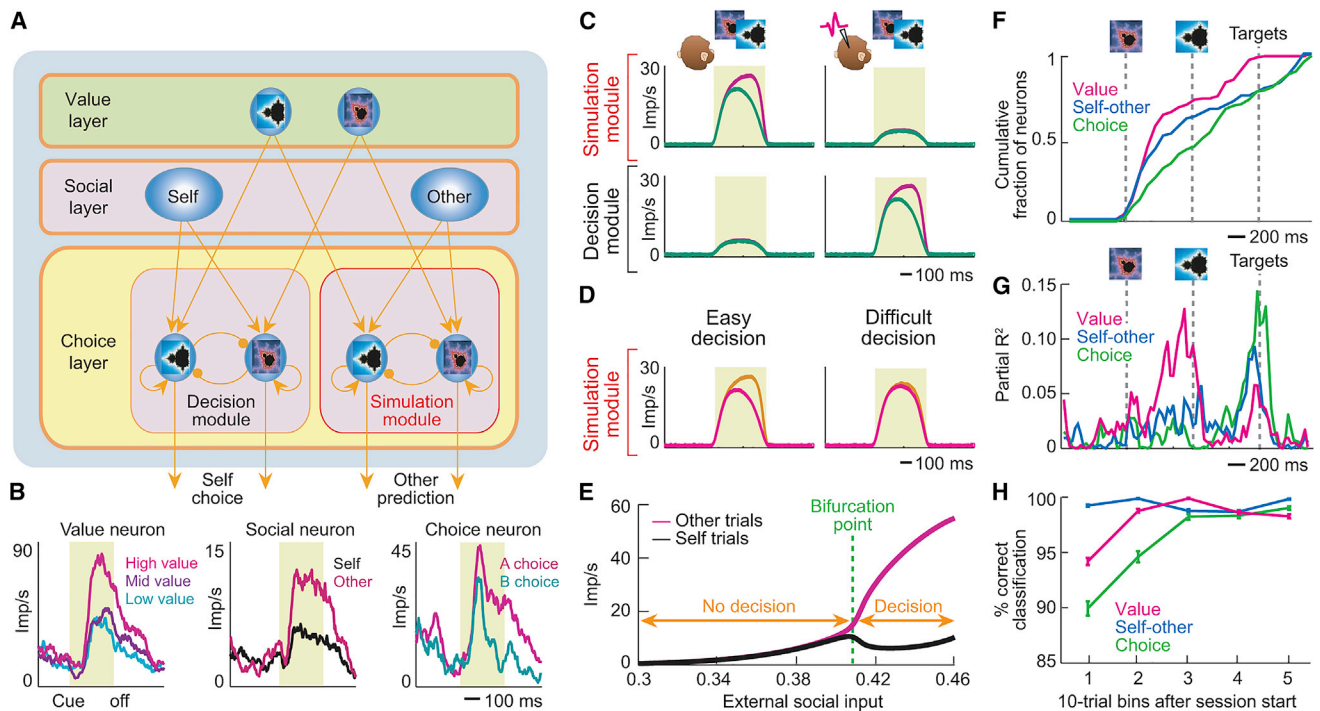 A
Value
layer
Social
layer
Self
Other
Choice
layer
Decision
module
Simulation
module
Self
choice
Other
prediction
B
Value neuron
Social neuron
Choice neuron
90
Imp/s
0
High value
Mid value
Low value
15
Imp/s
0
Self
Other
45
Imp/s
0
A choice
B choice
Cue off
100 ms
C
Simulation
module
30
Imp/s
0
Decision
module
30
Imp/s
0
100 ms
D
Easy
decision
Difficult
decision
Simulation
module
30
Imp/s
0
100 ms
E
Bifurcation
point
60
40
20
0
Imp/s
Other trials
Self trials
No decision
Decision
0.3 0.34 0.38 0.42 0.46
External social input
F
Targets
1
0.5
0
Cumulative
fraction of neurons
Value
Self-other
Choice
200 ms
G
Targets
0.15
0.10
0.05
0
Partial R²
Value
Self-other
Choice
200 ms
H
100
95
90
85
% correct
classification
Value
Self-other
Choice
1 2 3 4 5
10-trial bins after session start